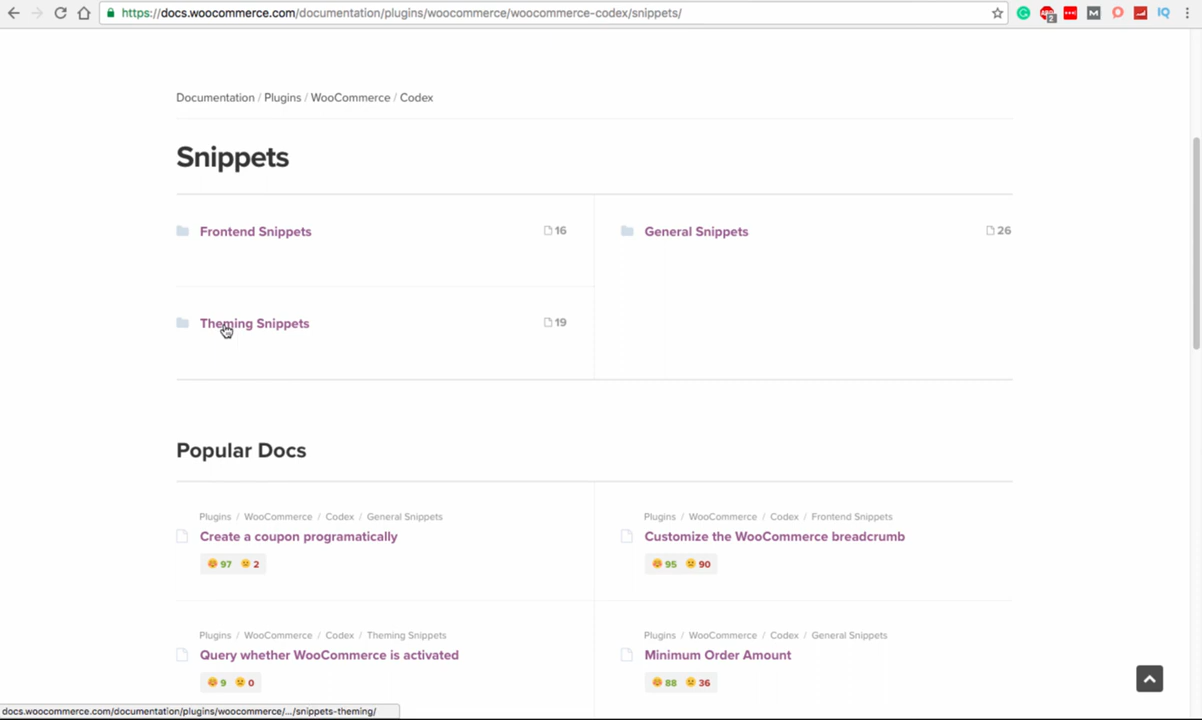 https://docs.woocommerce.com/documentation/plugins/woocommerce/woocommerce-codex/snippets/
2
M
IQ
Documentation / Plugins / WooCommerce / Codex
Snippets
Frontend Snippets 16
General Snippets 26
Theming Snippets 19
Popular Docs
Plugins / WooCommerce / Codex / General Snippets
Create a coupon programatically
97 2
Plugins / WooCommerce / Codex / Frontend Snippets
Customize the WooCommerce breadcrumb
95 90
Plugins / WooCommerce / Codex / Theming Snippets
Query whether WooCommerce is activated
9 0
Plugins / WooCommerce / Codex / General Snippets
Minimum Order Amount
88 36
docs.woocommerce.com/documentation/plugins/woocommerce/.../snippets-theming/